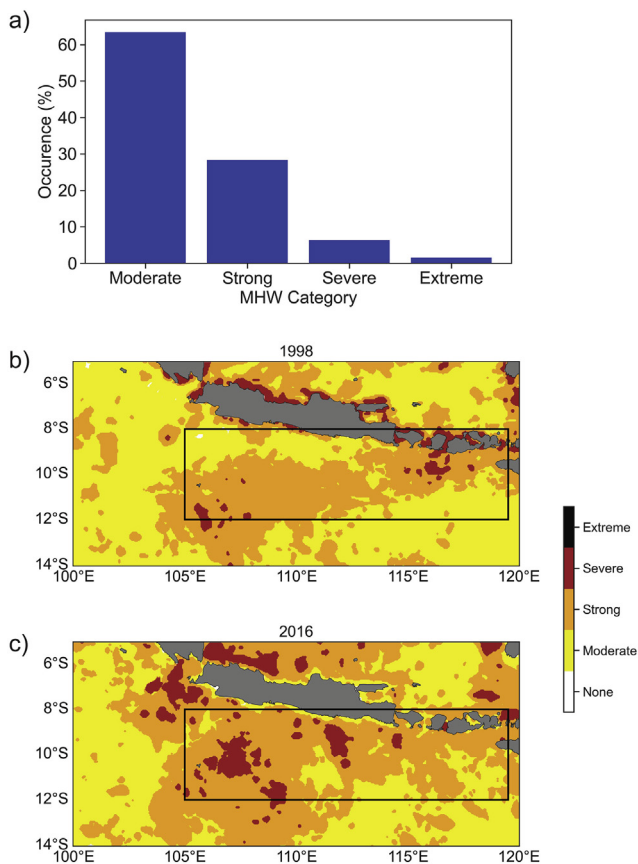 a)
60
50
40
30
20
10
0
Occurence (%)
Moderate Strong Severe Extreme
MHW Category
b)
1998
6°S
8°S
10°S
12°S
14°S
100°E 105°E 110°E 115°E 120°E
Extreme
Severe
Strong
Moderate
None
c)
2016
6°S
8°S
10°S
12°S
14°S
100°E 105°E 110°E 115°E 120°E